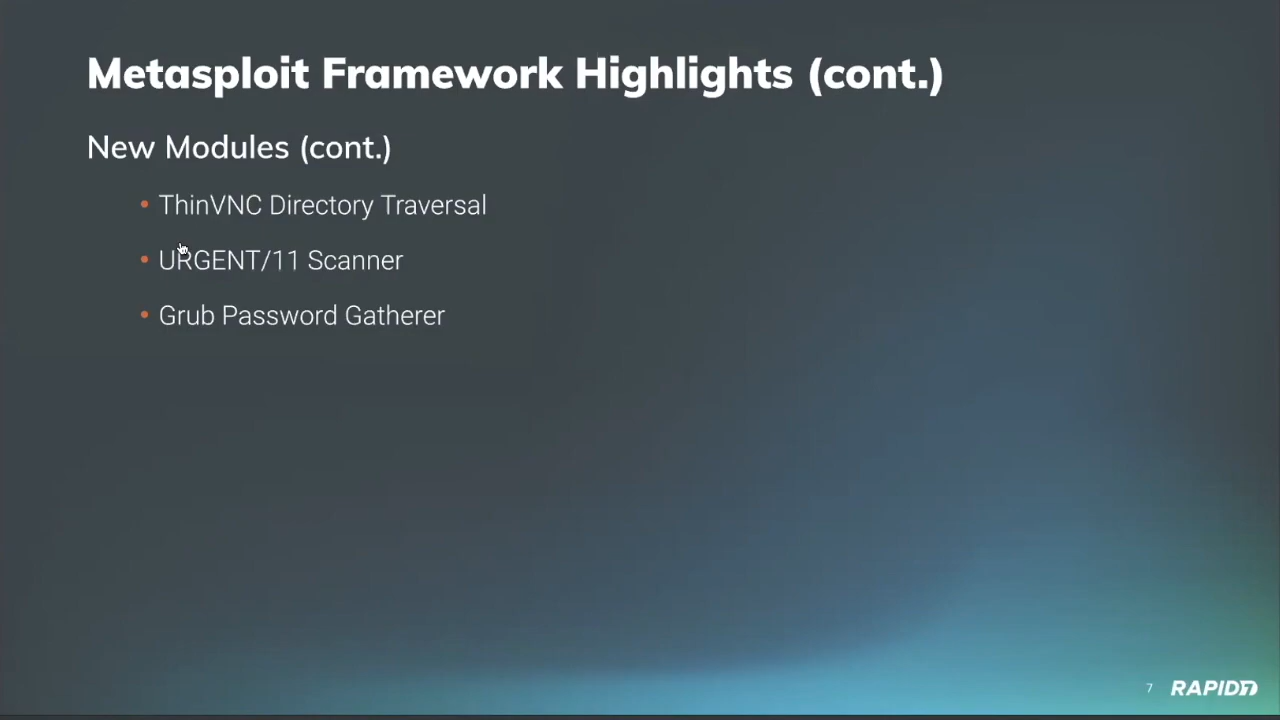 Metasploit Framework Highlights (cont.)
New Modules (cont.)
• ThinVNC Directory Traversal
• URGENT/11 Scanner
• Grub Password Gatherer
7 RAPID7